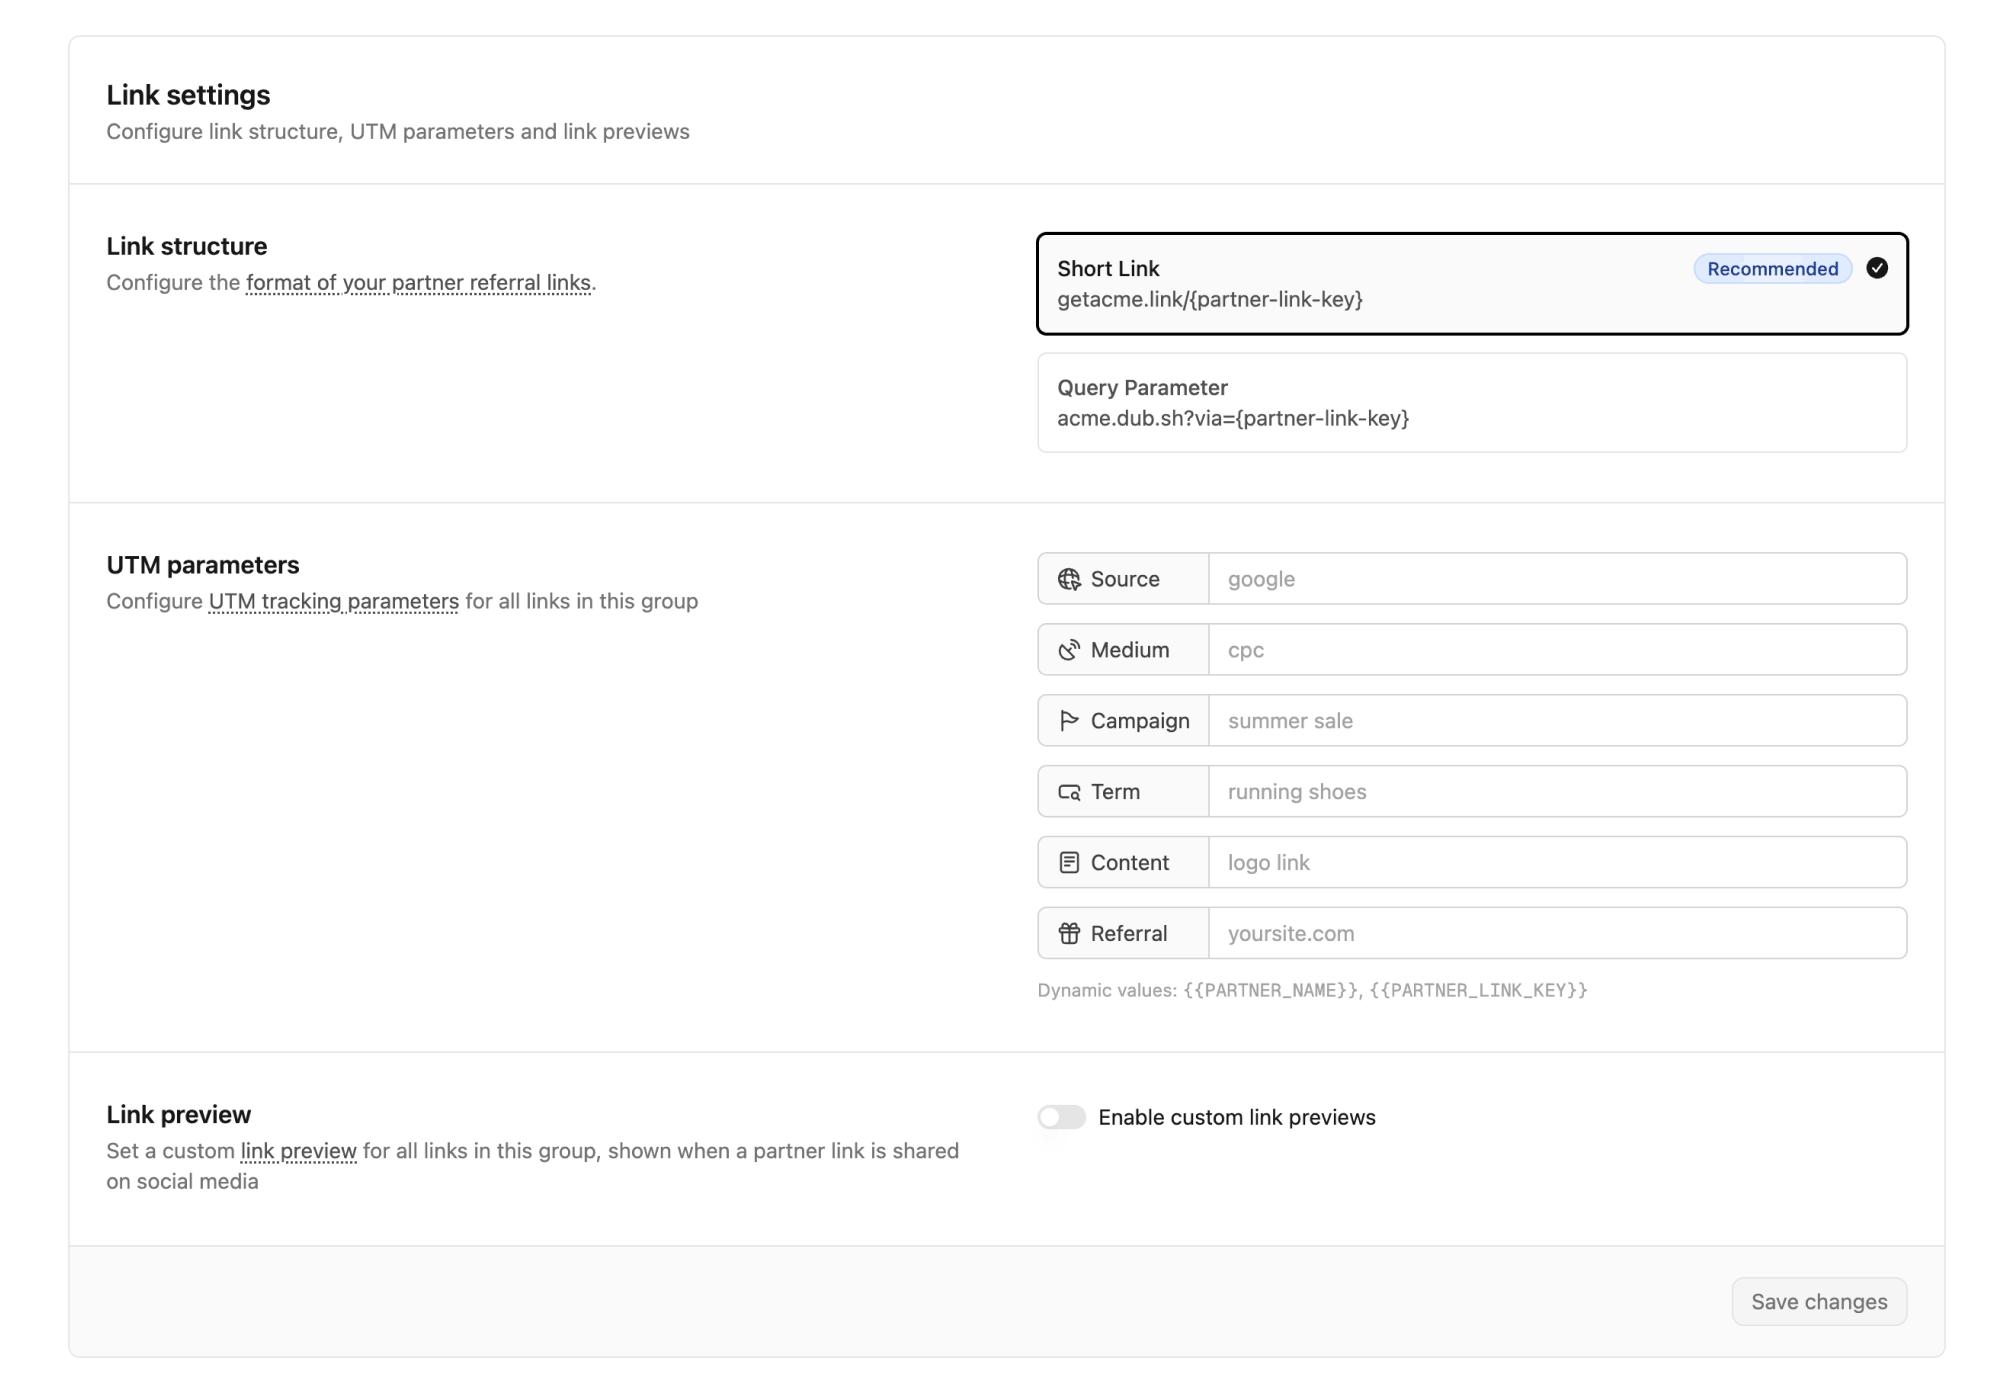 Link settings
Configure link structure, UTM parameters and link previews
Link structure
Configure the format of your partner referral links.
Short Link
Recommended
getacme.link/{partner-link-key}
Query Parameter
acme.dub.sh?via={partner-link-key}
UTM parameters
Configure UTM tracking parameters for all links in this group
Source google
Medium cpc
Campaign summer sale
Term running shoes
Content logo link
Referral yoursite.com
Dynamic values: {{PARTNER_NAME}}, {{PARTNER_LINK_KEY}}
Link preview
Set a custom link preview for all links in this group, shown when a partner link is shared
on social media
Enable custom link previews
Save changes